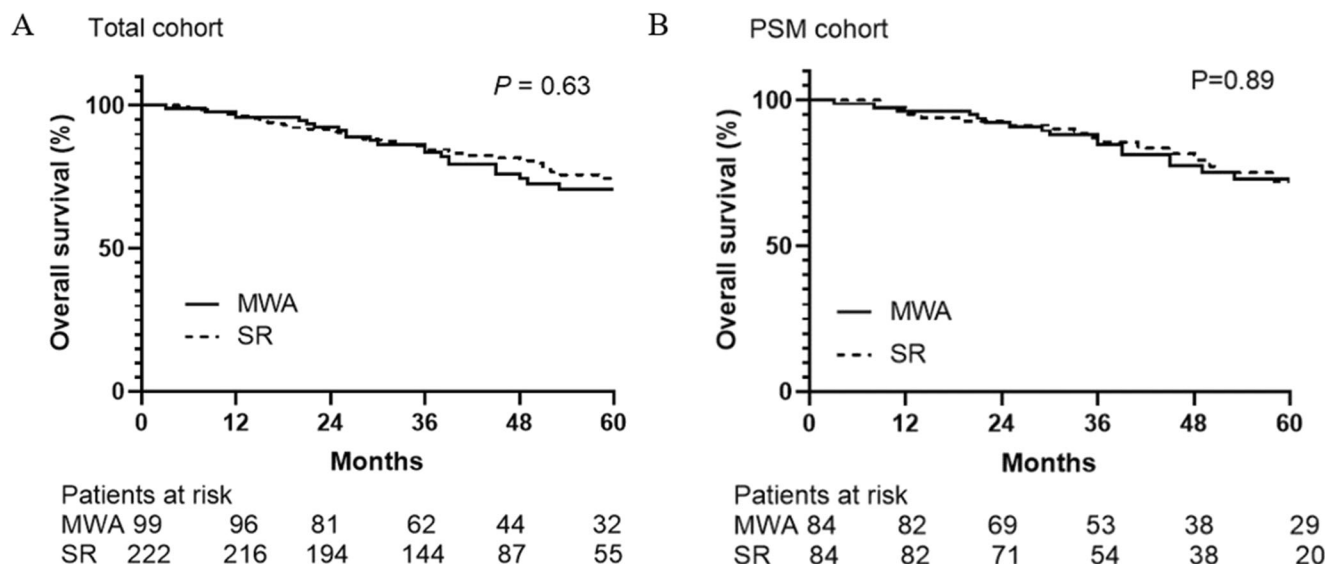 A Total cohort
P = 0.63
Overall survival (%)
100
50
0
MWA
SR
0 12 24 36 48 60
Months
Patients at risk
MWA 99 96 81 62 44 32
SR 222 216 194 144 87 55
B PSM cohort
P=0.89
Overall survival (%)
100
50
0
MWA
SR
0 12 24 36 48 60
Months
Patients at risk
MWA 84 82 69 53 38 29
SR 84 82 71 54 38 20